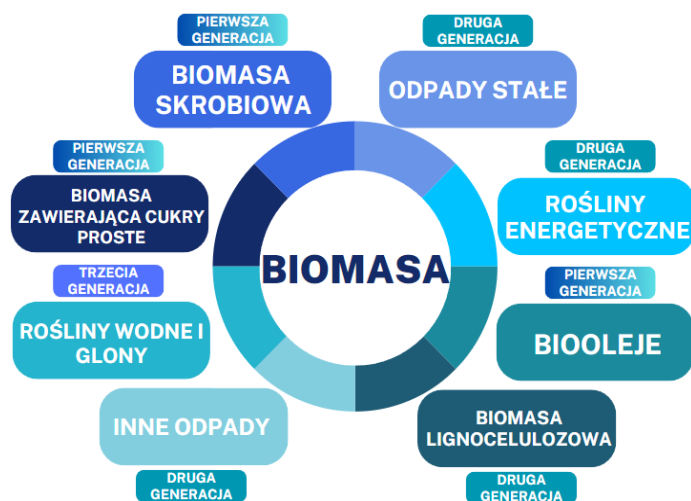 PIERWSZA
GENERACJA
BIOMASA
SKROBIOWA
DRUGA
GENERACJA
ODPADY STAŁE
PIERWSZA
GENERACJA
BIOMASA
ZAWIERAJĄCA CUKRY
PROSTE
DRUGA
GENERACJA
ROŚLINY
ENERGETYCZNE
BIOMASA
TRZECIA
GENERACJA
ROŚLINY WODNE I
GLONY
PIERWSZA
GENERACJA
BIOOLEJE
INNE ODPADY
DRUGA
GENERACJA
BIOMASA
LIGNOCELULOZOWA
DRUGA
GENERACJA